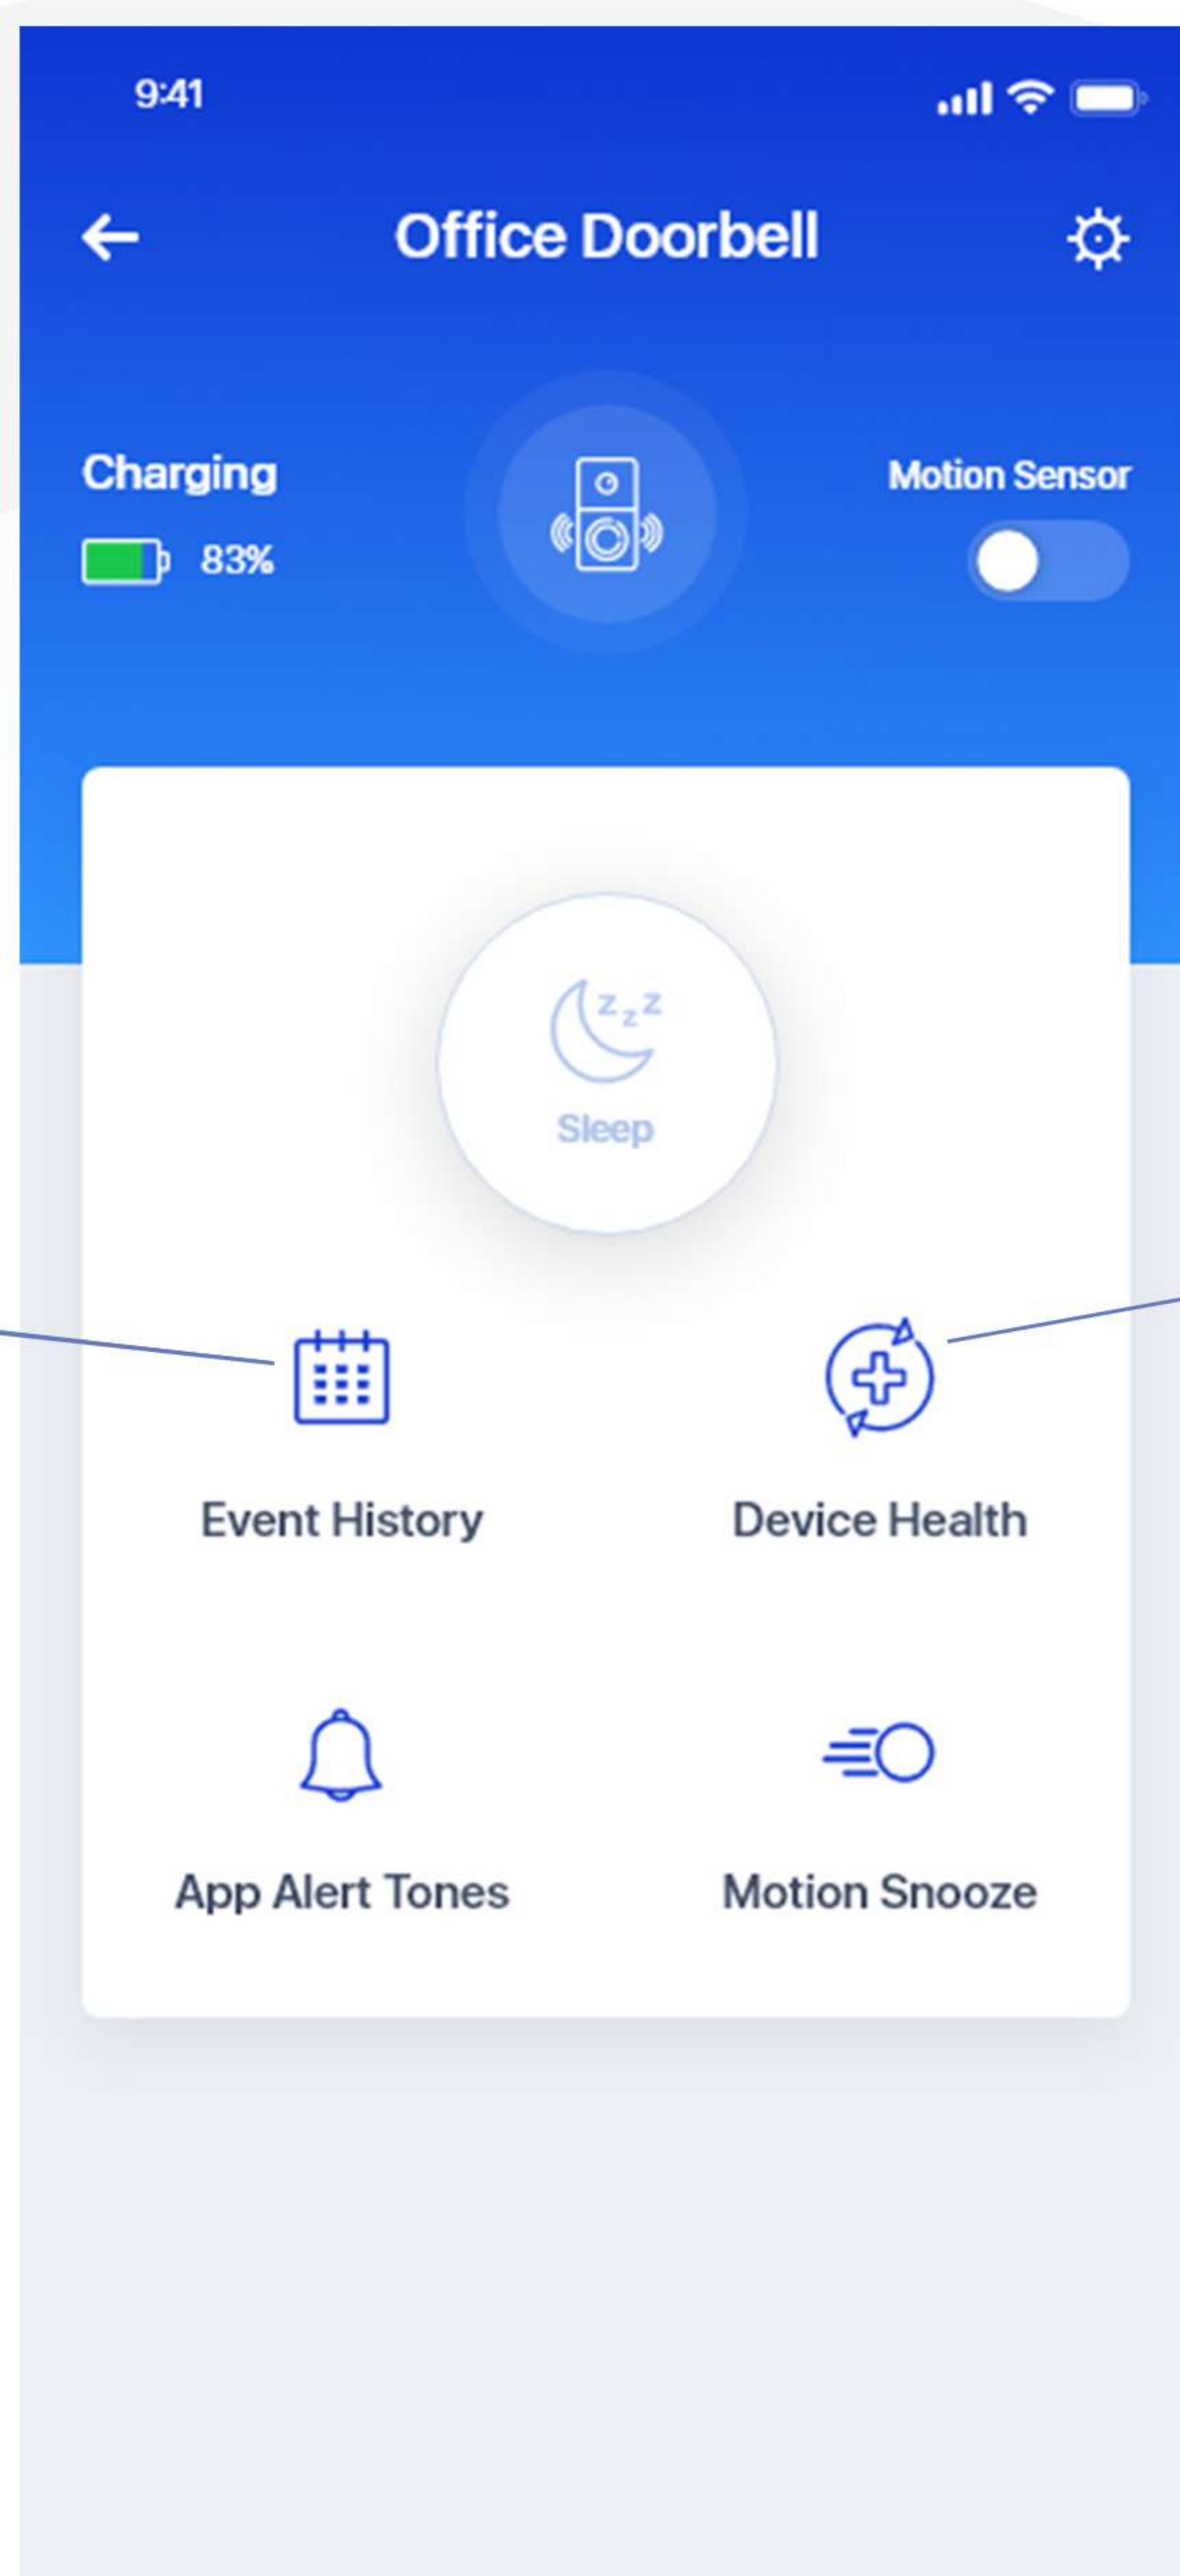 9:41
Office Doorbell
Charging
Motion Sensor
83%
z z z
Sleep
Event History
Device Health
App Alert Tones
Motion Snooze